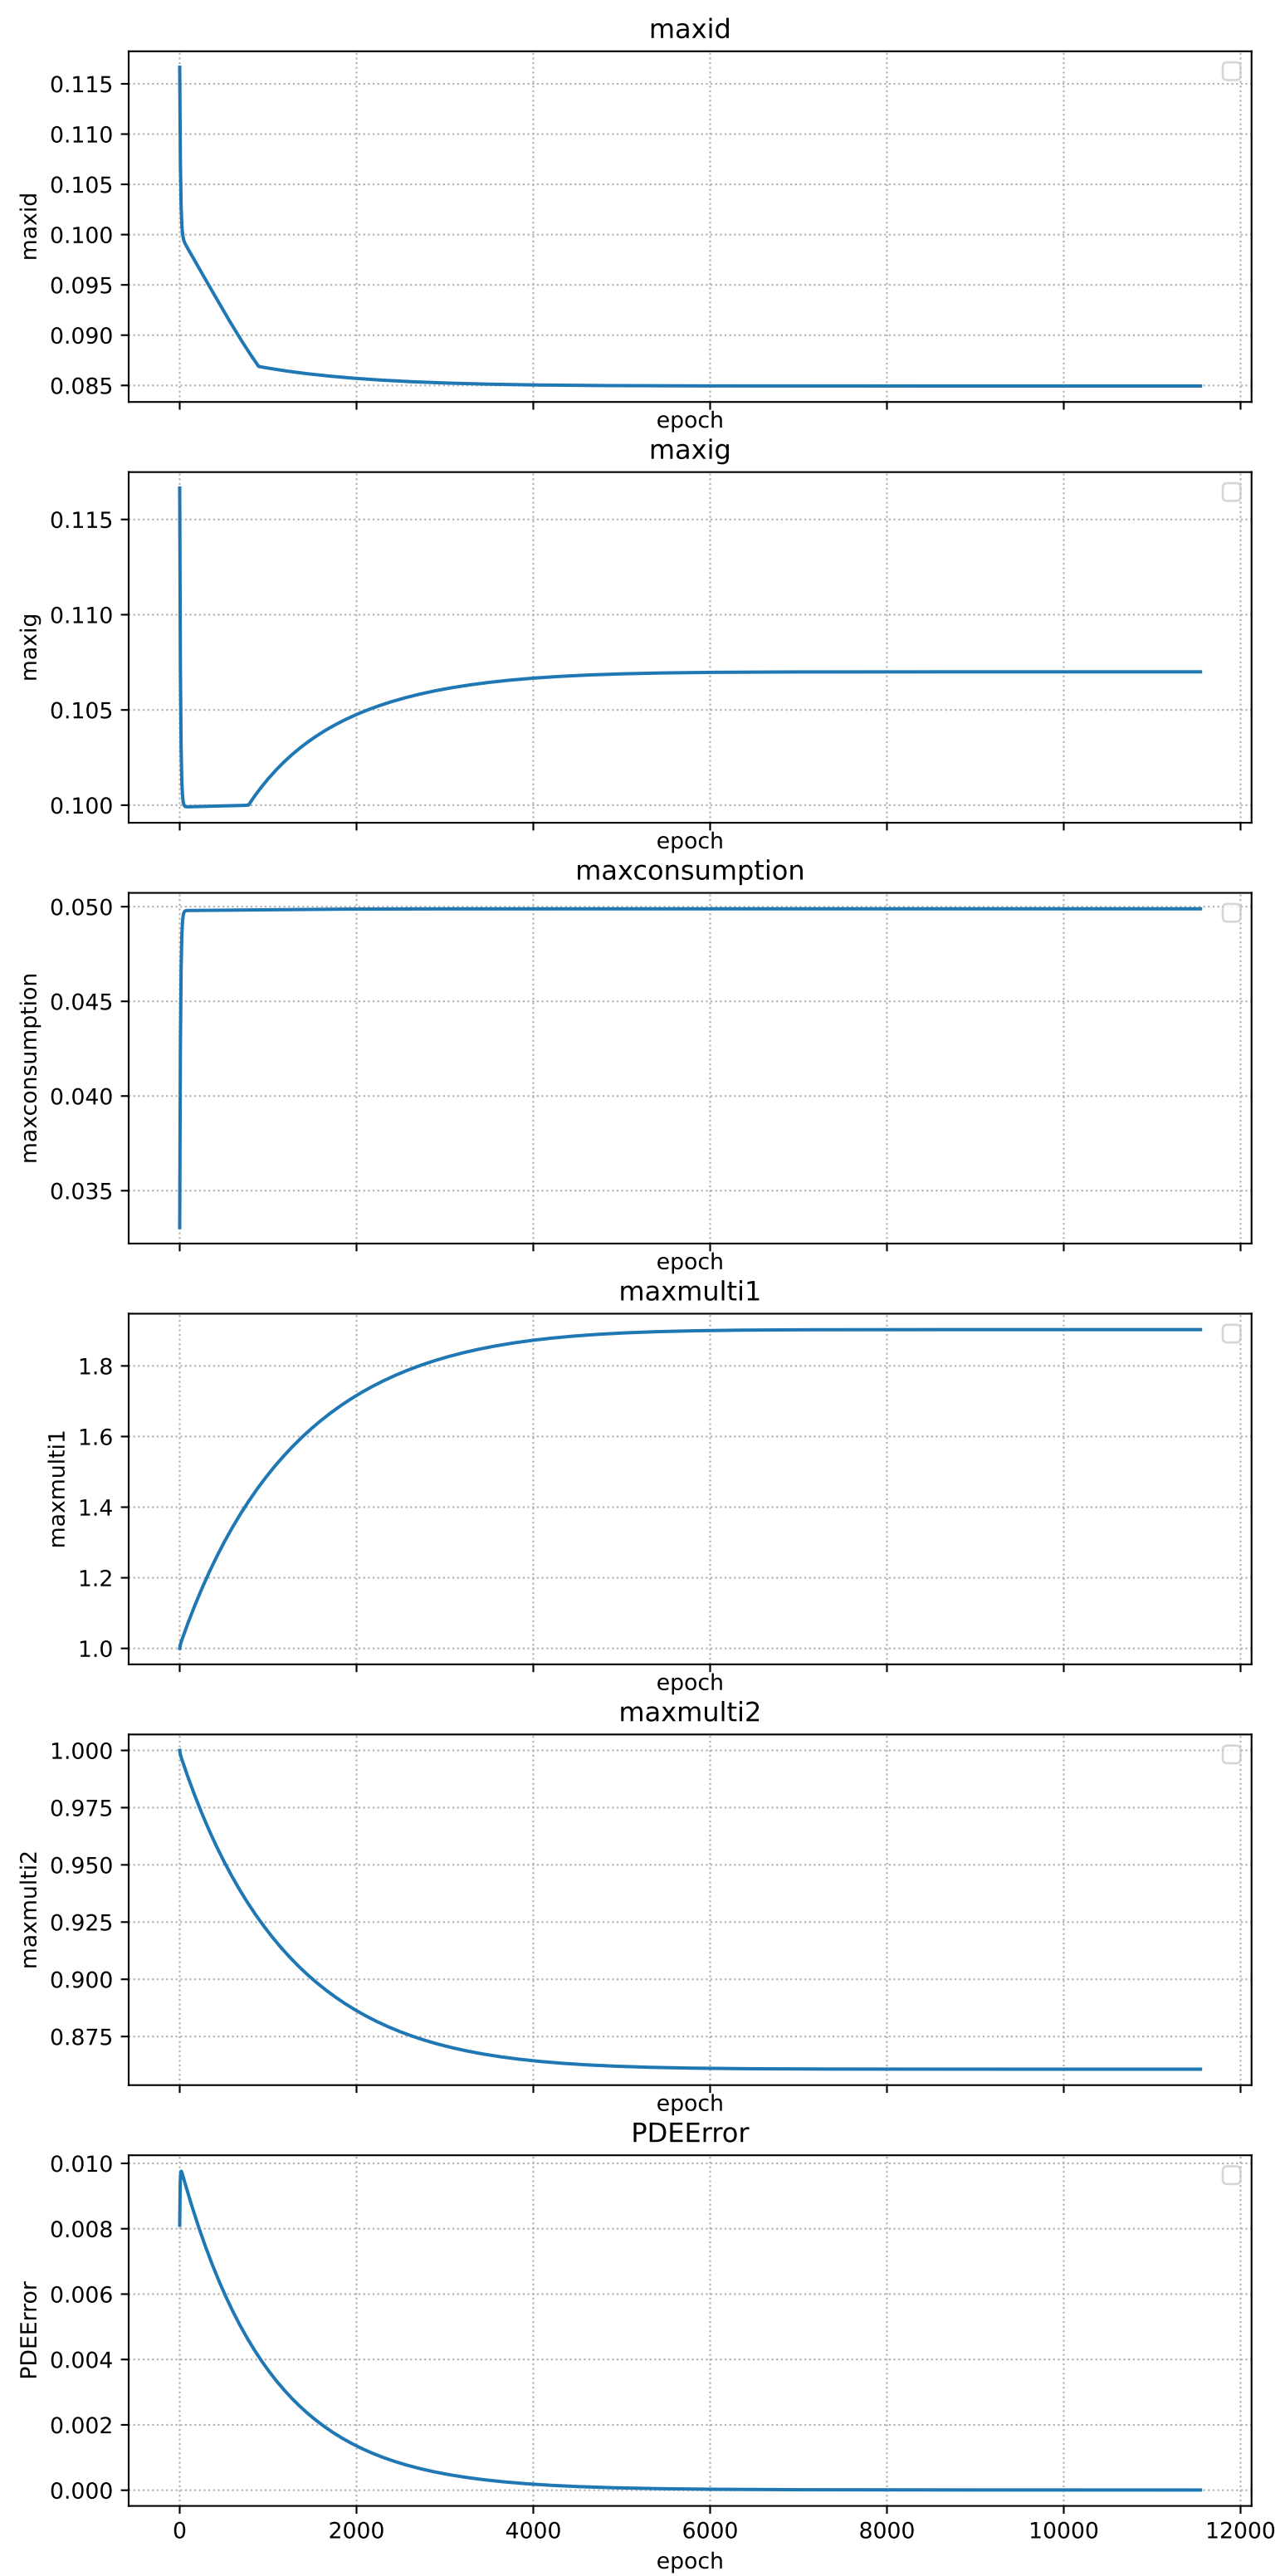 maxid
0.115
0.110
0.105
0.100
0.095
0.090
0.085
maxid
epoch
maxig
0.115
0.110
0.105
0.100
maxig
epoch
maxconsumption
0.050
0.045
0.040
0.035
maxconsumption
epoch
maxmulti1
1.8
1.6
1.4
1.2
1.0
maxmulti1
epoch
maxmulti2
1.000
0.975
0.950
0.925
0.900
0.875
maxmulti2
epoch
PDEError
0.010
0.008
0.006
0.004
0.002
0.000
PDEError
0 2000 4000 6000 8000 10000 12000
epoch